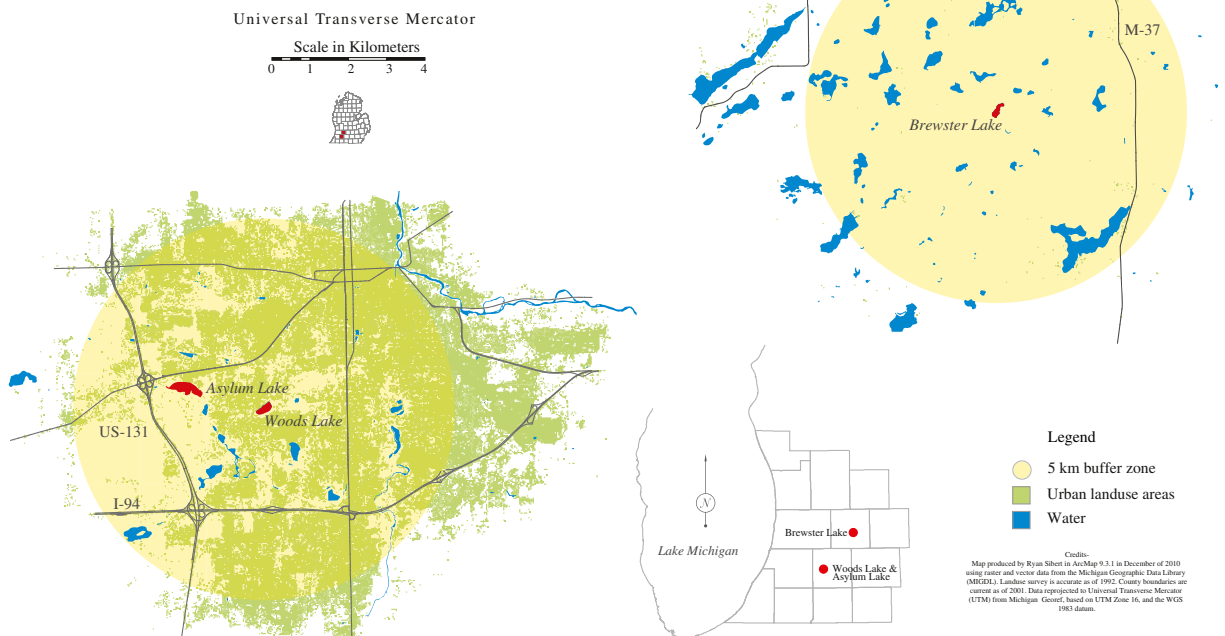 Universal Transverse Mercator
Scale in Kilometers
0 1 2 3 4
M-37
Brewster Lake
Asylum Lake
Woods Lake
US-131
I-94
N
Lake Michigan
Brewster Lake
Woods Lake &
Asylum Lake
Legend
5 km buffer zone
Urban landuse areas
Water
Credits-
Map produced by Ryan Sibert in ArcMap 9.3.1 in December of 2010
using raster and vector data from the Michigan Geographic Data Library
(MIGDL). Landuse survey is accurate as of 1992. County boundaries are
current as of 2001. Data reprojected to Universal Transverse Mercator
(UTM) from Michigan Georef, based on UTM Zone 16, and the WGS
1983 datum.